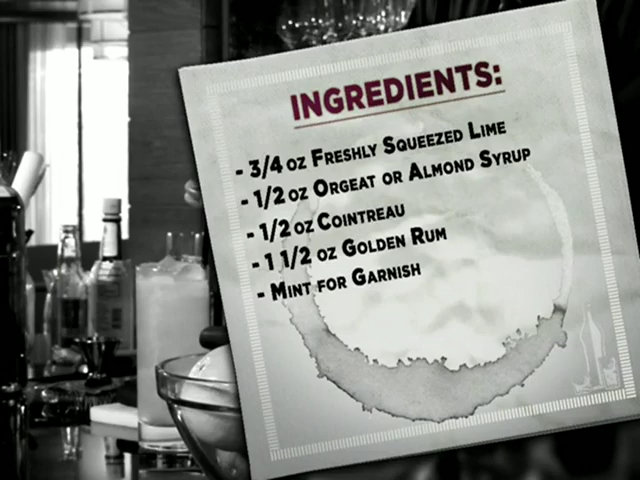 INGREDIENTS:
- 3/4 OZ FRESHLY SQUEEZED LIME
- 1/2 OZ ORGEAT OR ALMOND SYRUP
- 1/2 OZ COINTREAU
- 1 1/2 OZ GOLDEN RUM
- MINT FOR GARNISH